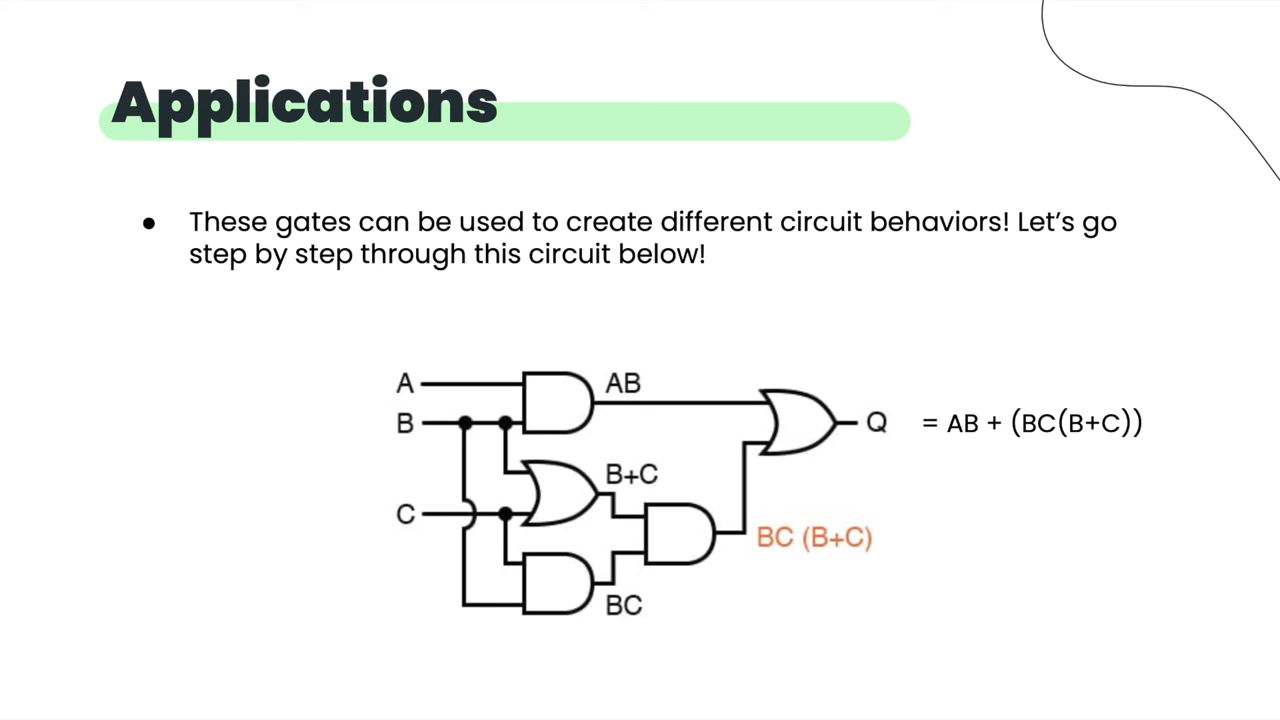 Applications
● These gates can be used to create different circuit behaviors! Let’s go
step by step through this circuit below!
A
AB
B
Q = AB + (BC(B+C))
B+C
C
BC (B+C)
BC